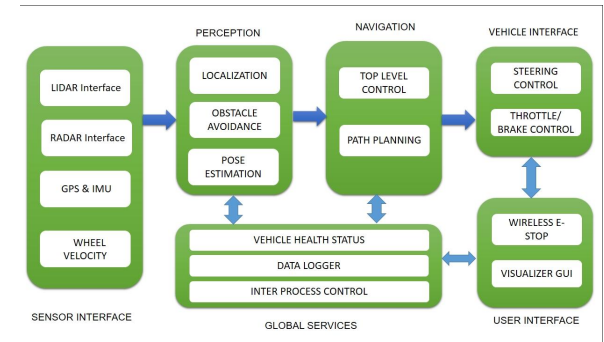 PERCEPTION
NAVIGATION
VEHICLE INTERFACE
LIDAR Interface
RADAR Interface
GPS & IMU
WHEEL
VELOCITY
SENSOR INTERFACE
LOCALIZATION
OBSTACLE
AVOIDANCE
POSE
ESTIMATION
TOP LEVEL
CONTROL
PATH PLANNING
STEERING
CONTROL
THROTTLE/
BRAKE CONTROL
VEHICLE HEALTH STATUS
DATA LOGGER
INTER PROCESS CONTROL
GLOBAL SERVICES
WIRELESS E-
STOP
VISUALIZER GUI
USER INTERFACE